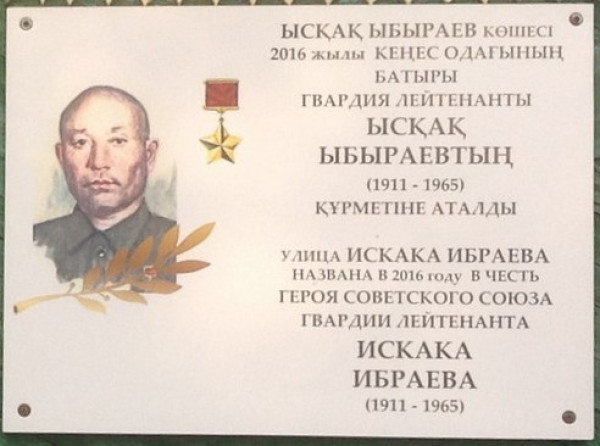 ЫСҚАҚ ЫБЫРАЕВ КӨШЕСІ
2016 жылы КЕҢЕС ОДАҒЫНЫҢ
БАТЫРЫ
ГВАРДИЯ ЛЕЙТЕНАНТЫ
ЫСҚАҚ
ЫБЫРАЕВТЫҢ
(1911 - 1965)
ҚҰРМЕТІНЕ АТАЛДЫ
УЛИЦА ИСКАКА ИБРАЕВА
НАЗВАНА В 2016 году В ЧЕСТЬ
ГЕРОЯ СОВЕТСКОГО СОЮЗА
ГВАРДИИ ЛЕЙТЕНАНТА
ИСКАКА
ИБРАЕВА
(1911 - 1965)